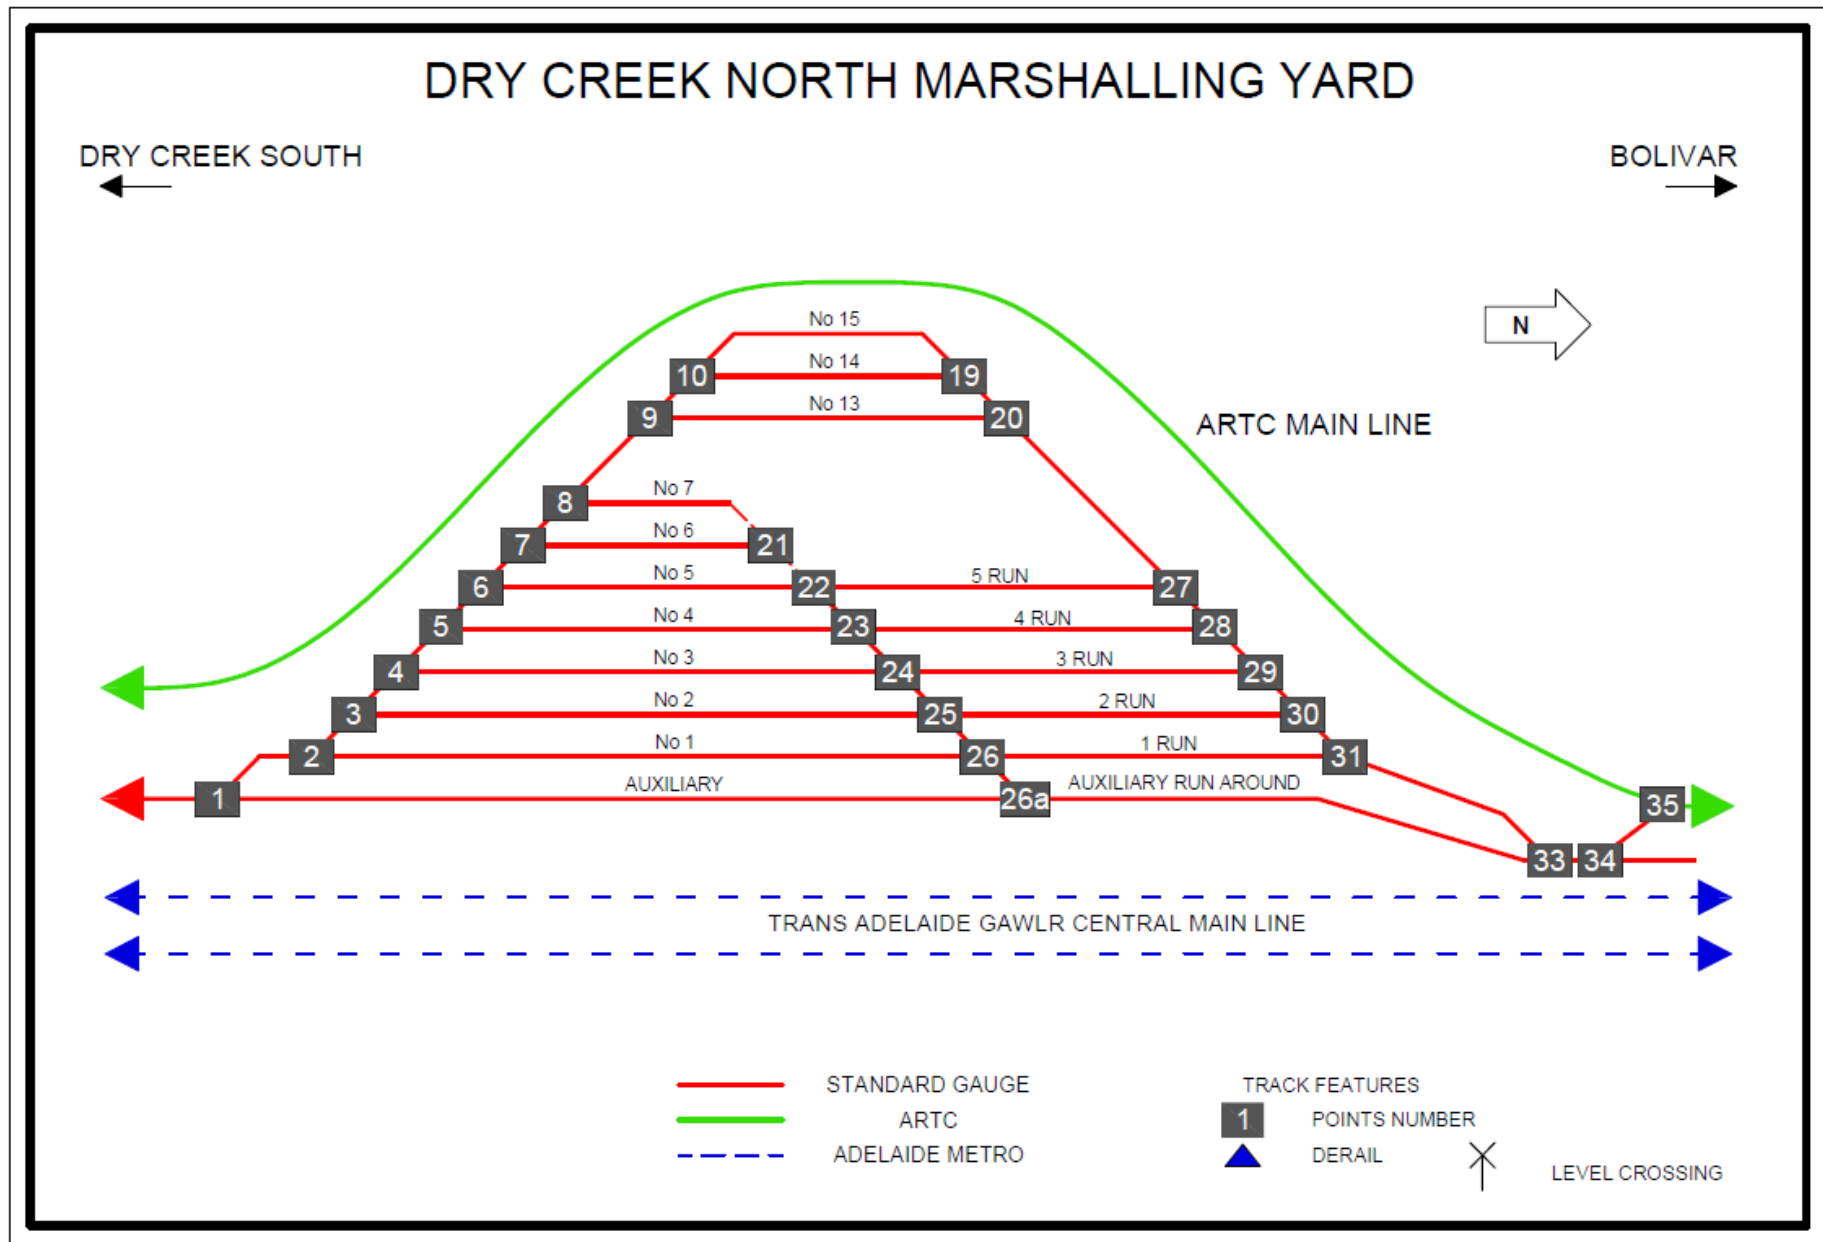 DRY CREEK NORTH MARSHALLING YARD
DRY CREEK SOUTH
BOLIVAR
N
No 15
10
No 14
19
9
No 13
20
ARTC MAIN LINE
8
No 7
7
No 6
21
6
No 5
22
5 RUN
27
5
No 4
23
4 RUN
28
4
No 3
24
3 RUN
29
3
No 2
25
2 RUN
30
2
No 1
26
1 RUN
31
1
AUXILIARY
26a
AUXILIARY RUN AROUND
35
33
34
TRANS ADELAIDE GAWLR CENTRAL MAIN LINE
STANDARD GAUGE
TRACK FEATURES
ARTC
1
POINTS NUMBER
ADELAIDE METRO
DERAIL
LEVEL CROSSING